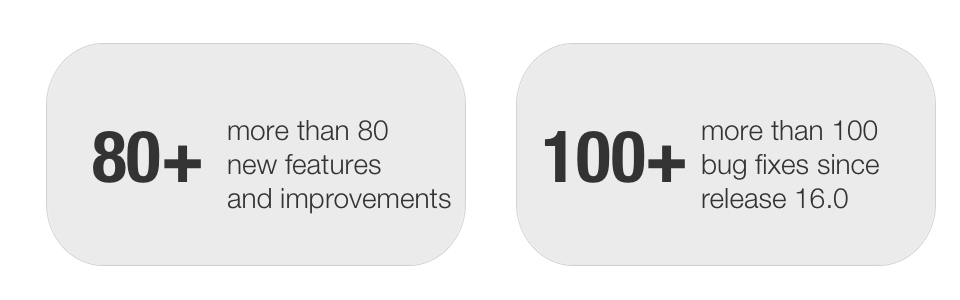 80+
more than 80
new features
and improvements
100+
more than 100
bug fixes since
release 16.0